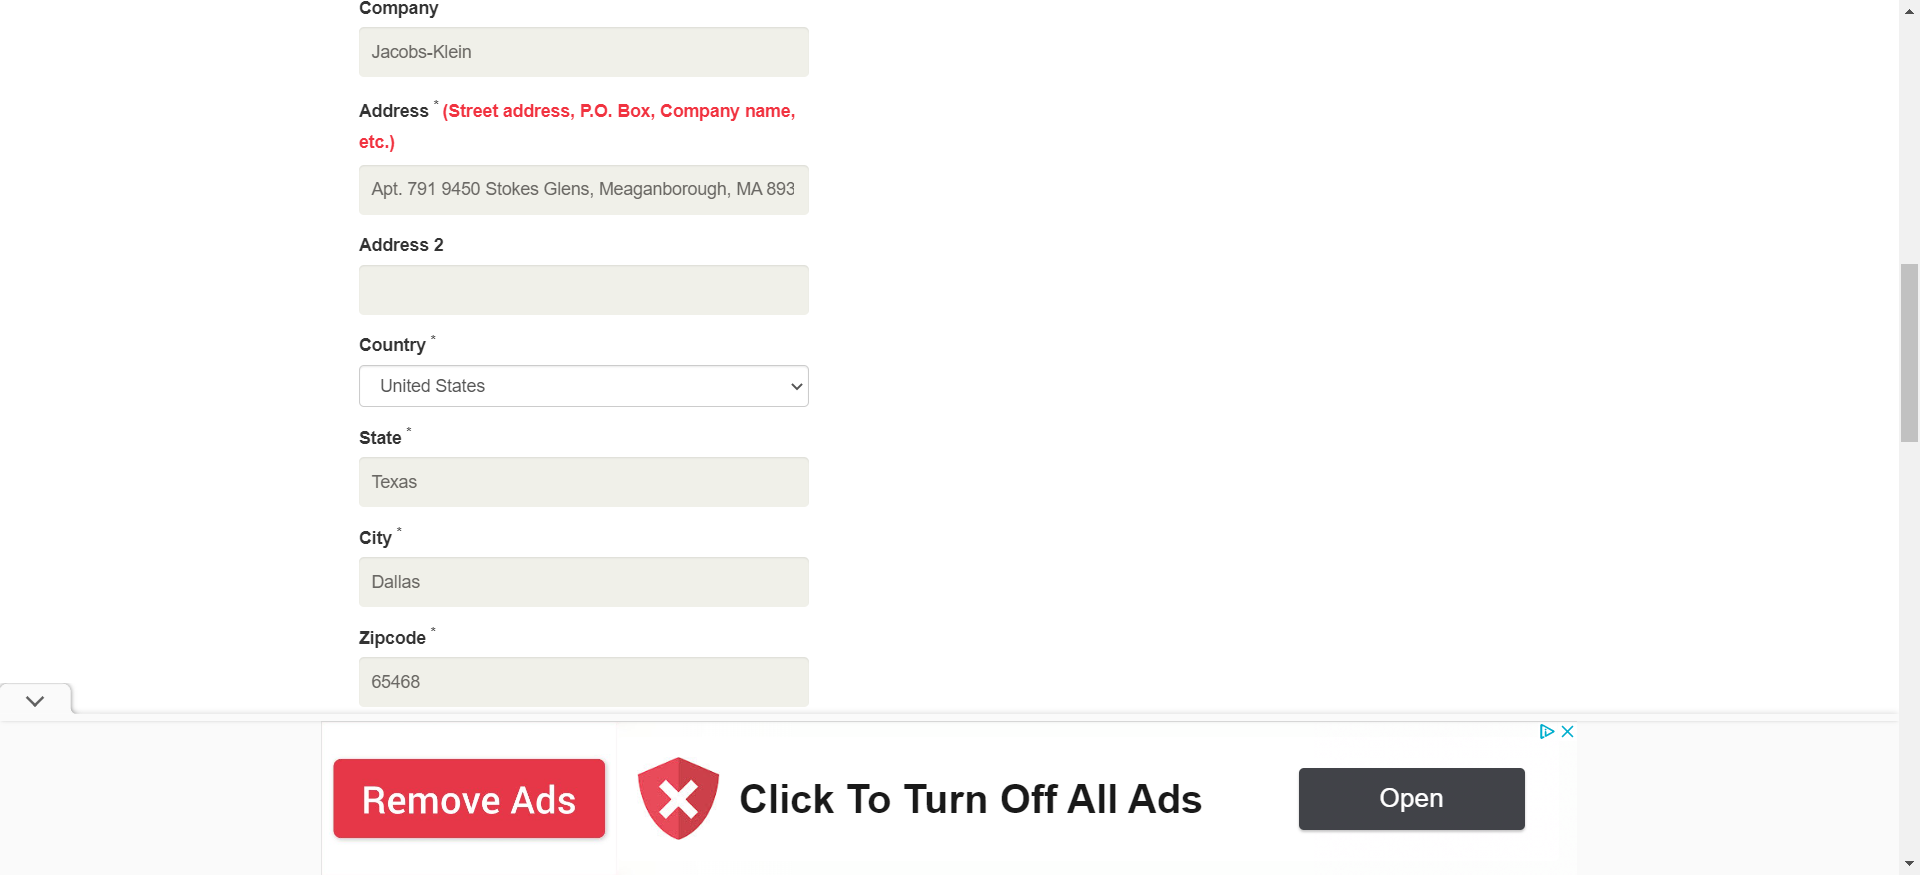 Company
Jacobs-Klein
Address * (Street address, P.O. Box, Company name,
etc.)
Apt. 791 9450 Stokes Glens, Meaganborough, MA 893
Address 2
Country *
United States
State *
Texas
City *
Dallas
Zipcode *
65468
Remove Ads
Click To Turn Off All Ads
Open